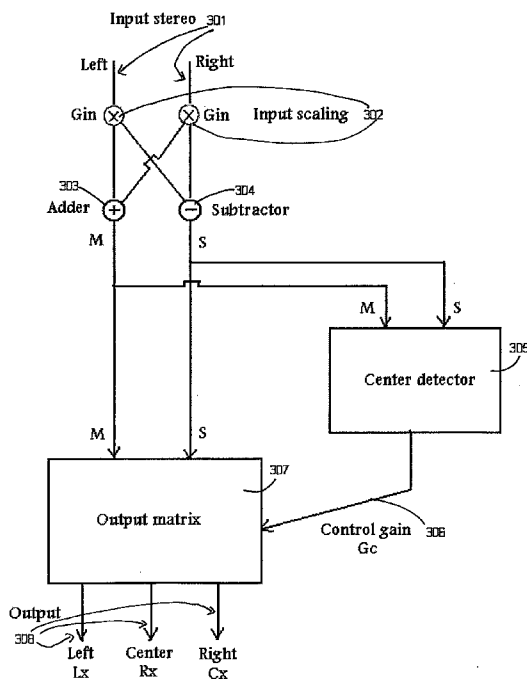 Input stereo 301
Left Right
Gin Gin Input scaling 302
303 304
Adder Subtractor
M S
M S
305
Center detector
M S
307
Output matrix
Control gain 306
Gc
Output
308
Left Center Right
Lx Rx Cx